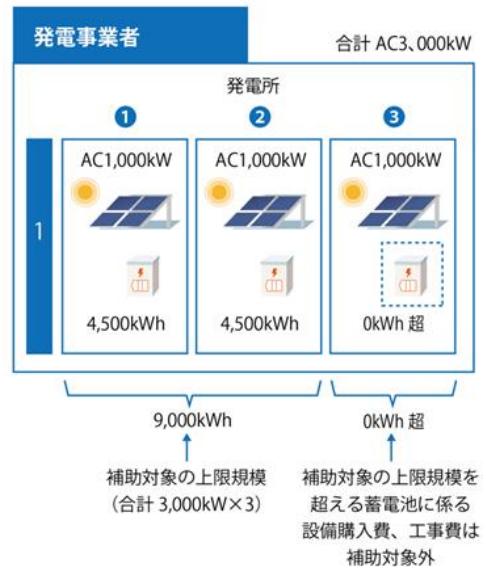 発電事業者
合計 AC3、000kW
発電所
❶ ❷ ❸
AC1,000kW AC1,000kW AC1,000kW
1
4,500kWh 4,500kWh 0kWh 超
9,000kWh 0kWh 超
補助対象の上限規模
（合計 3,000kW×3）
補助対象の上限規模を
超える蓄電池に係る
設備購入費、工事費は
補助対象外